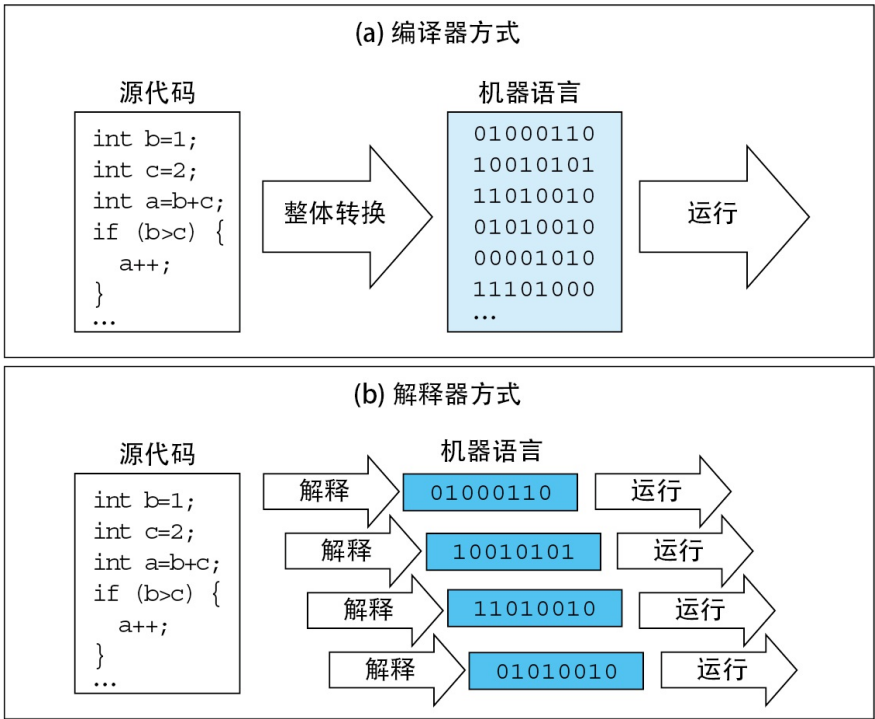 (a) 编译器方式
源代码
int b=1;
int c=2;
int a=b+c;
if (b>c) {
  a++;
}
…
整体转换
机器语言
01000110
10010101
11010010
01010010
00001010
11101000
…
运行
(b) 解释器方式
源代码
int b=1;
int c=2;
int a=b+c;
if (b>c) {
  a++;
}
…
机器语言
解释 01000110 运行
解释 10010101 运行
解释 11010010 运行
解释 01010010 运行